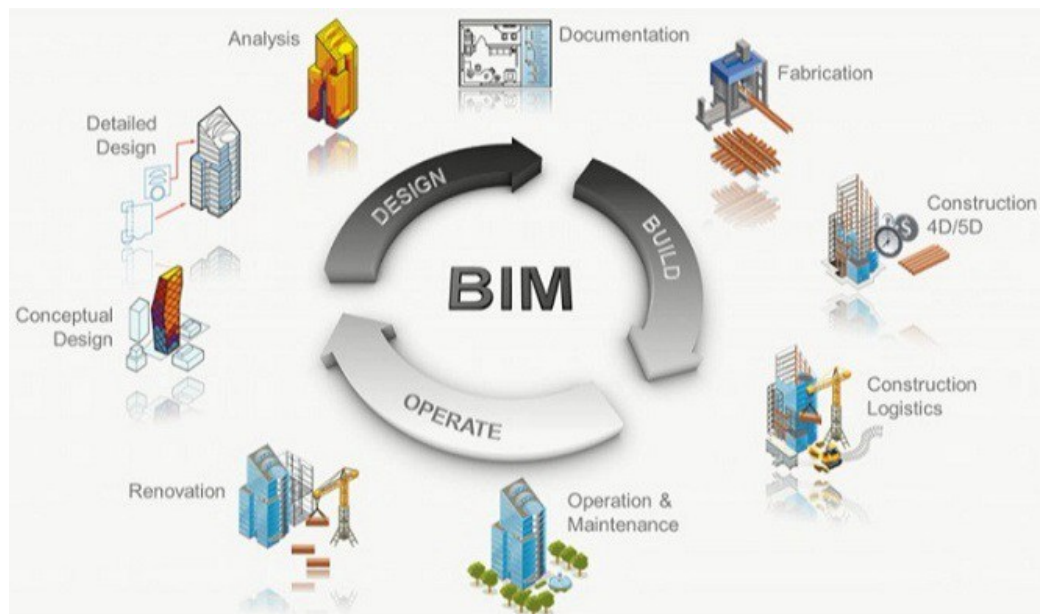 Analysis
Documentation
Fabrication
Detailed
Design
Construction
4D/5D
Conceptual
Design
Construction
Logistics
Renovation
Operation &
Maintenance
DESIGN
BUILD
OPERATE
BIM
$